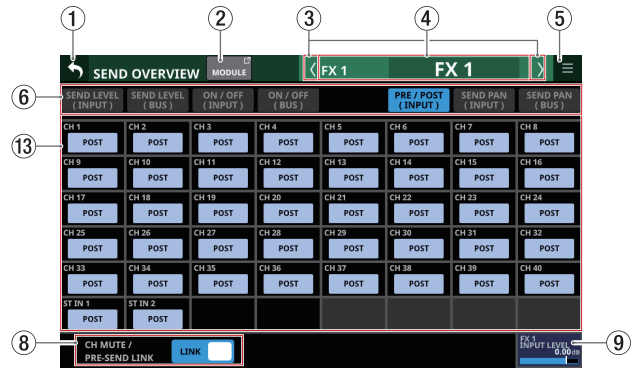 1 2 3 4 5
SEND OVERVIEW MODULE FX 1 FX 1
6
SEND LEVEL SEND LEVEL ON / OFF ON / OFF PRE / POST SEND PAN SEND PAN
( INPUT ) ( BUS ) ( INPUT ) ( BUS ) ( INPUT ) ( INPUT ) ( BUS )
13
CH 1 CH 2 CH 3 CH 4 CH 5 CH 6 CH 7 CH 8
POST POST POST POST POST POST POST POST
CH 9 CH 10 CH 11 CH 12 CH 13 CH 14 CH 15 CH 16
POST POST POST POST POST POST POST POST
CH 17 CH 18 CH 19 CH 20 CH 21 CH 22 CH 23 CH 24
POST POST POST POST POST POST POST POST
CH 25 CH 26 CH 27 CH 28 CH 29 CH 30 CH 31 CH 32
POST POST POST POST POST POST POST POST
CH 33 CH 34 CH 35 CH 36 CH 37 CH 38 CH 39 CH 40
POST POST POST POST POST POST POST POST
ST IN 1 ST IN 2
POST POST
8
CH MUTE /
PRE-SEND LINK LINK
FX 1
INPUT LEVEL
0.00 dB
9